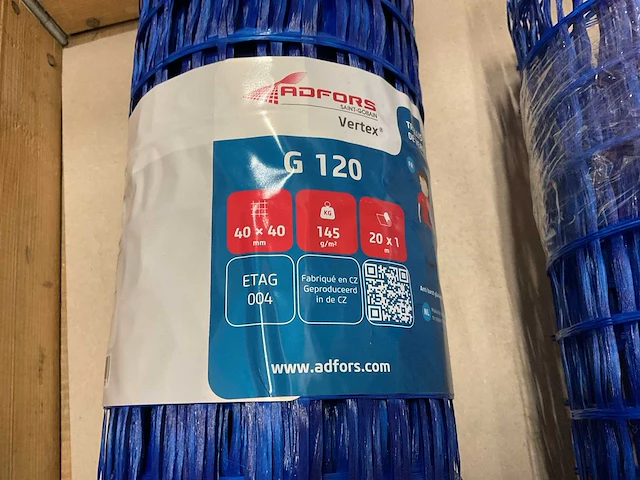 ADFORS
SAINT-GOBAIN
Vertex®
G 120
40 × 40
mm
KG
145
g/m²
20 x 1
m
ETAG
004
Fabriqué en CZ
Geproduceerd
in de CZ
www.adfors.com